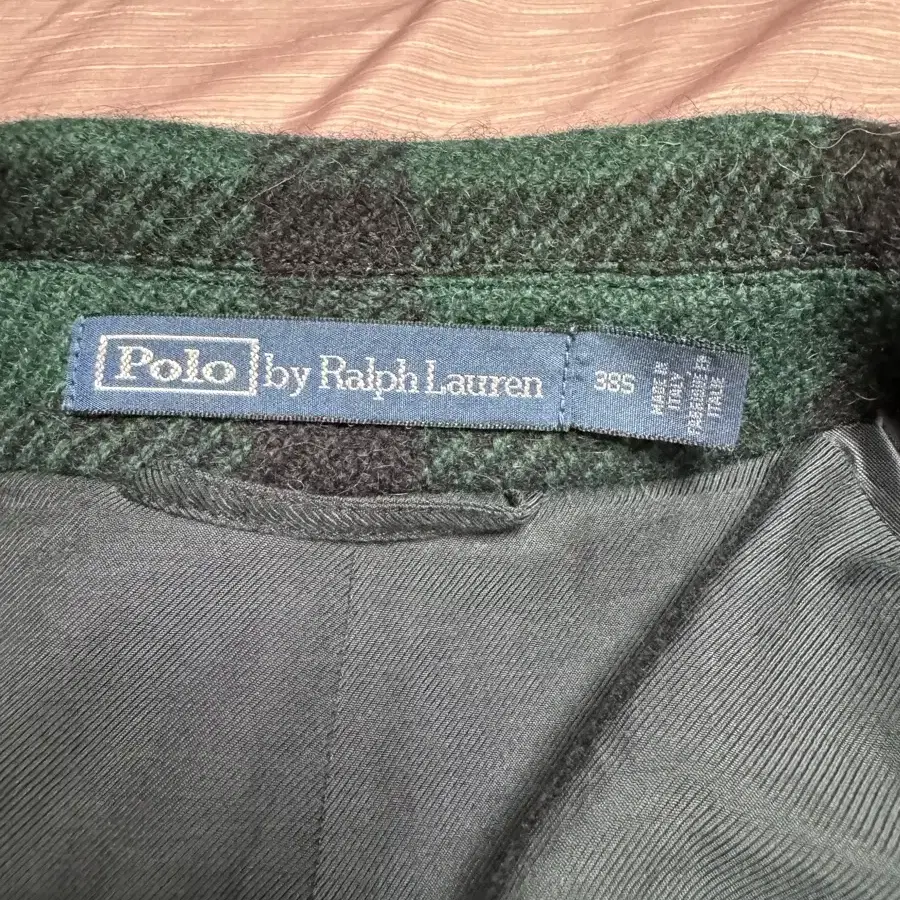 Polo by Ralph Lauren
38S
MADE IN
ITALY
FABRIQUÉ EN
ITALIE